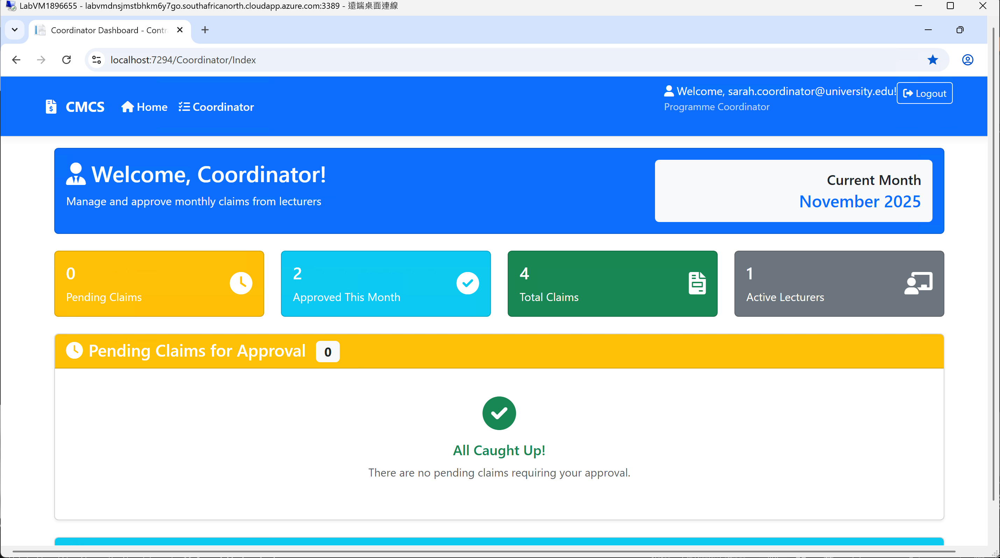 LabVM1896655 - labvmdnsjmstbhkm6y7go.southafricanorth.cloudapp.azure.com:3389 - 遠端桌面連線
Coordinator Dashboard - Contr
localhost:7294/Coordinator/Index
CMCS Home Coordinator
Welcome, sarah.coordinator@university.edu! Logout
Programme Coordinator
Welcome, Coordinator!
Manage and approve monthly claims from lecturers
Current Month
November 2025
0
Pending Claims
2
Approved This Month
4
Total Claims
1
Active Lecturers
Pending Claims for Approval 0
All Caught Up!
There are no pending claims requiring your approval.